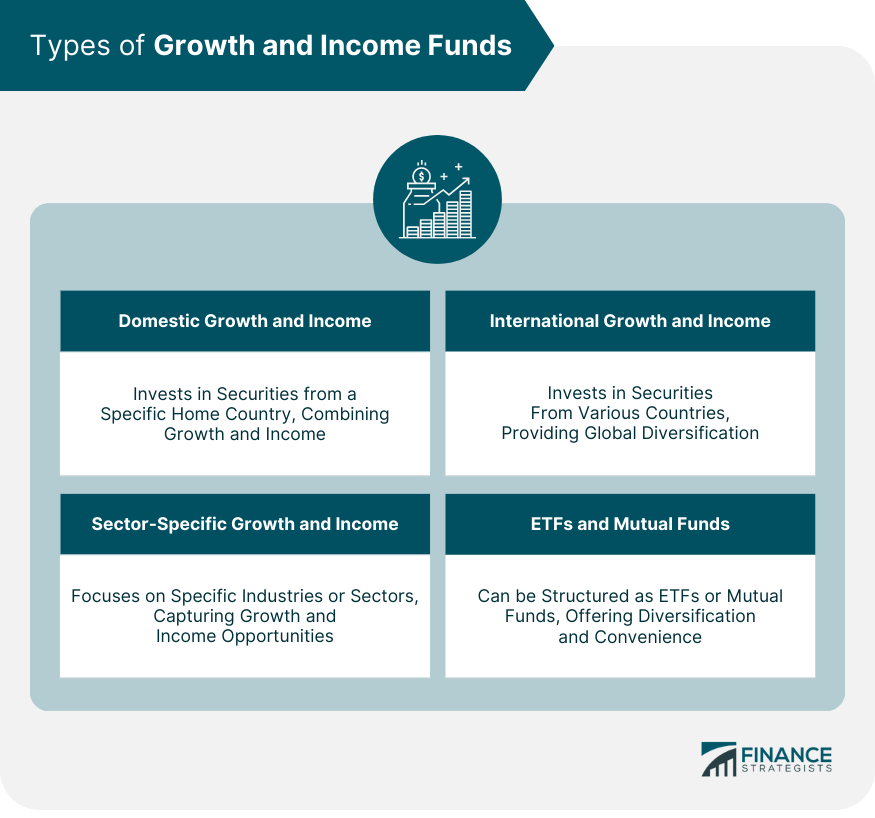 Types of Growth and Income Funds
$
Domestic Growth and Income
Invests in Securities from a
Specific Home Country, Combining
Growth and Income
International Growth and Income
Invests in Securities
From Various Countries,
Providing Global Diversification
Sector-Specific Growth and Income
Focuses on Specific Industries or Sectors,
Capturing Growth and
Income Opportunities
ETFs and Mutual Funds
Can be Structured as ETFs or Mutual
Funds, Offering Diversification
and Convenience
FINANCE
STRATEGISTS